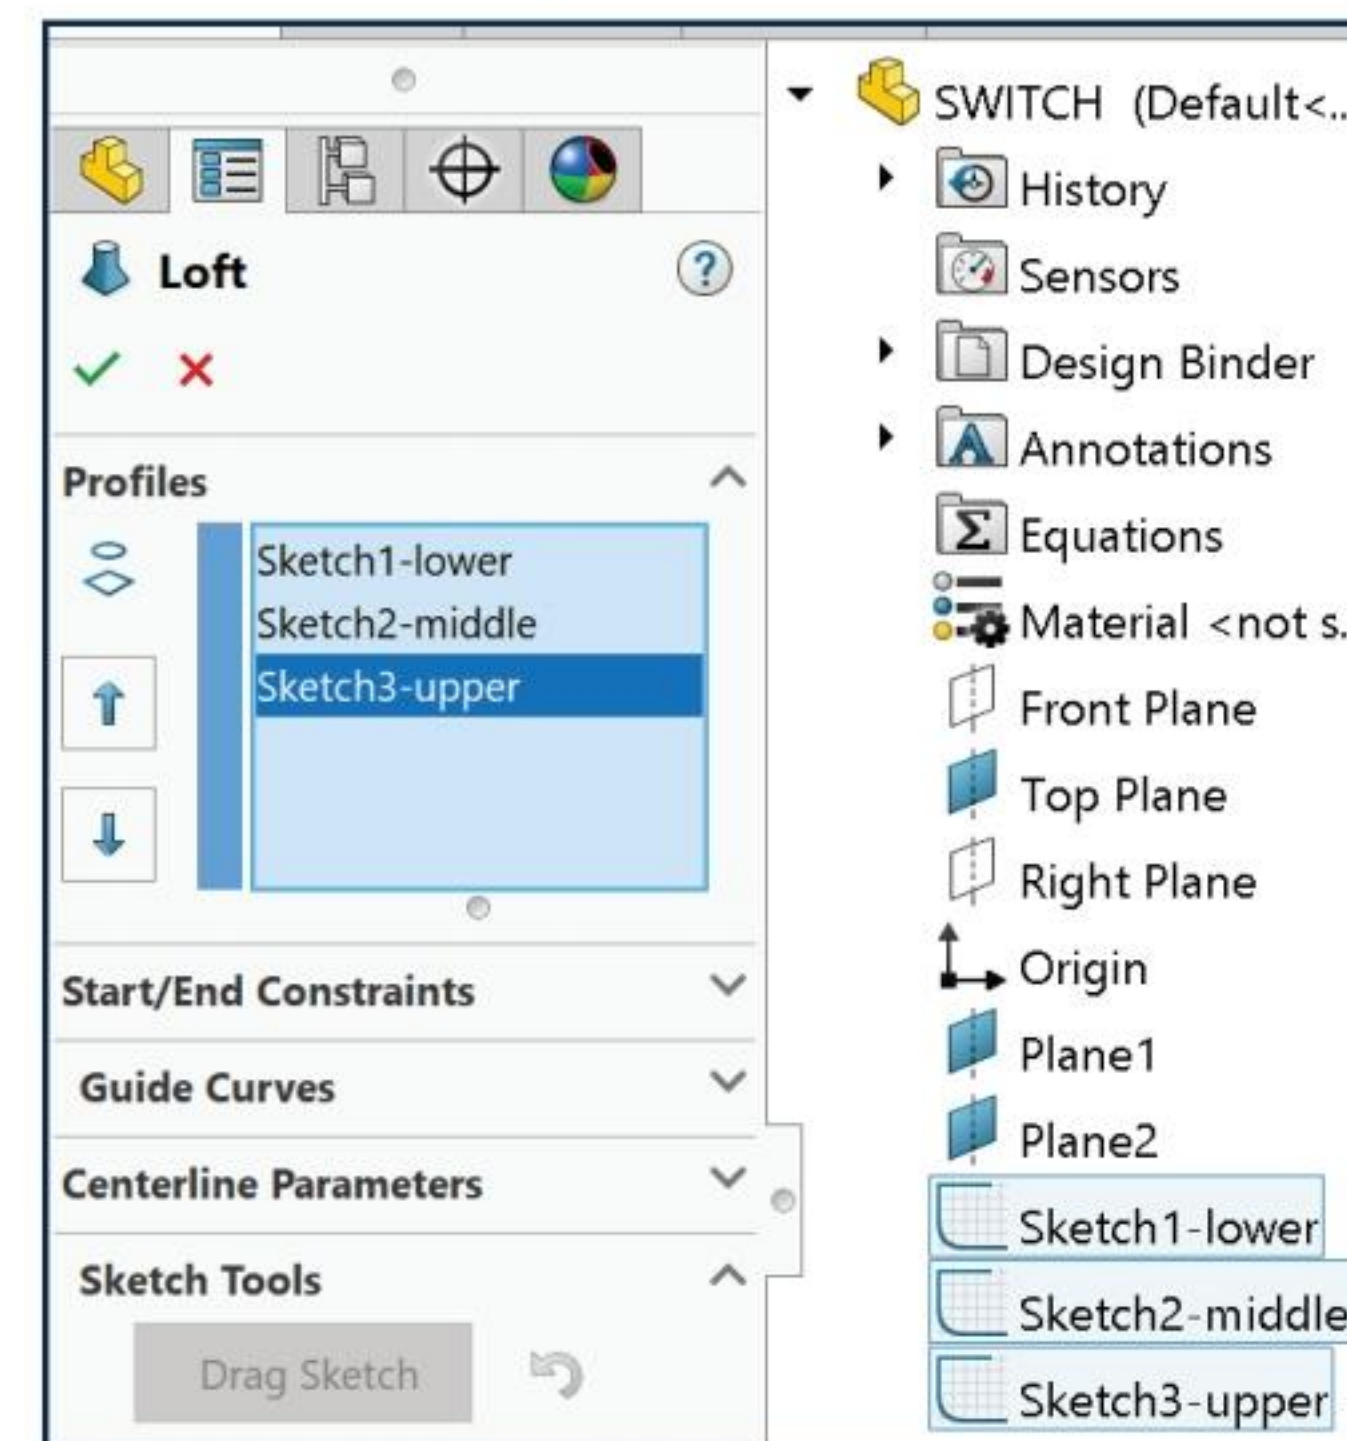 Loft
?
Profiles
Sketch1-lower
Sketch2-middle
Sketch3-upper
Start/End Constraints
Guide Curves
Centerline Parameters
Sketch Tools
Drag Sketch
SWITCH (Default<..
History
Sensors
Design Binder
A Annotations
Σ Equations
Material <not s.
Front Plane
Top Plane
Right Plane
Origin
Plane1
Plane2
Sketch1-lower
Sketch2-middle
Sketch3-upper